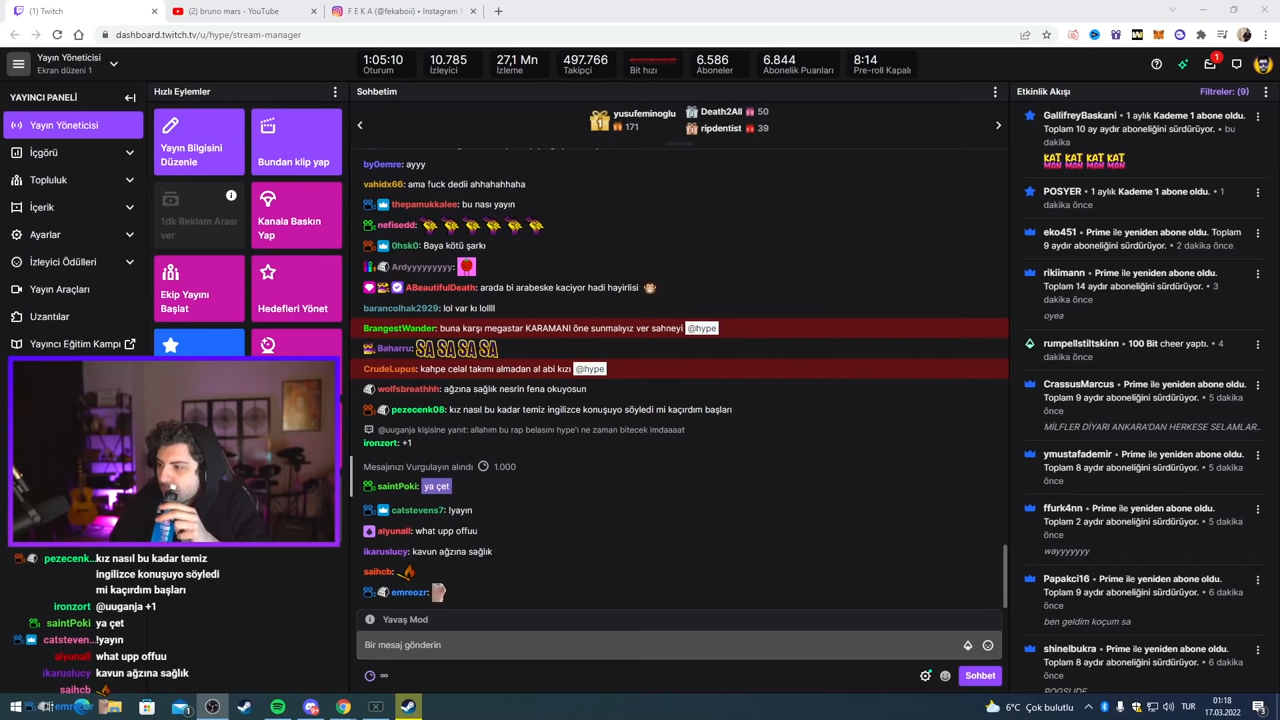 (1) Twitch
(2) bruno mars - YouTube
F E K A (@fekaboii) • Instagram
dashboard.twitch.tv/u/hype/stream-manager
Yayın Yöneticisi
Ekran düzeni 1
1:05:10
Oturum
10.785
İzleyici
27,1 Mn
İzleme
497.766
Takipçi
Bit hızı
6.586
Aboneler
6.844
Abonelik Puanları
8:14
Pre-roll Kapalı
1
YAYINCI PANELİ
Yayın Yöneticisi
İçgörü
Topluluk
İçerik
Ayarlar
İzleyici Ödülleri
Yayın Araçları
Uzantılar
Yayıncı Eğitim Kampı
Hızlı Eylemler
Yayın Bilgisini
Düzenle
Bundan klip yap
1dk Reklam Arası
ver
Kanala Baskın
Yap
Ekip Yayını
Başlat
Hedefleri Yönet
Sohbetim
1
yusufeminoglu
171
Death2All 50
ripdentist 39
by0emre: ayyy
vahidx66: ama fuck dedii ahhahahhaha
thepamukkalee: bu nası yayın
nefisedd:
0hsk0: Baya kötü şarkı
Ardyyyyyyyyy:
ABeautifulDeath: arada bi arabeske kaciyor hadi hayirlisi
barancolhak2929: lol var kı lollll
BrangestWander: buna karşı megastar KARAMANI öne sunmalıyız ver sahneyi @hype
Baharru: SA SA SA SA
CrudeLupus: kahpe celal takımı almadan al abi kızı @hype
wolfsbreathhh: ağzına sağlık nesrin fena okuyosun
pezecenk08: kız nasıl bu kadar temiz ingilizce konuşuyo söyledi mi kaçırdım başları
@uuganja kişisine yanıt: allahım bu rap belasını hype'ı ne zaman bitecek imdaaaat
ironzort: +1
Mesajınızı Vurgulayın alındı 1.000
saintPoki: ya çet
catstevens7: !yayın
alyunall: what upp offuu
ikaruslucy: kavun ağzına sağlık
saihcb:
emreozr:
Yavaş Mod
Bir mesaj gönderin
∞
Sohbet
Etkinlik Akışı
Filtreler: (9)
GallifreyBaskani • 1 aylık Kademe 1 abone oldu.
Toplam 10 ay aydır aboneliğini sürdürüyor. • bu
dakika
KAT KAT KAT KAT
POSYER • 1 aylık Kademe 1 abone oldu. • 1
dakika önce
eko451 • Prime ile yeniden abone oldu. Toplam
9 aydır aboneliğini sürdürüyor. • 2 dakika önce
rikiimann • Prime ile yeniden abone oldu.
Toplam 14 aydır aboneliğini sürdürüyor. • 3
dakika önce
oyea
rumpellstiltskinn • 100 Bit cheer yaptı. • 4
dakika önce
CrassusMarcus • Prime ile yeniden abone oldu.
Toplam 9 aydır aboneliğini sürdürüyor. • 5 dakika
önce
MİLFLER DİYARI ANKARA'DAN HERKESE SELAMLAR..
ymustafademir • Prime ile yeniden abone oldu.
Toplam 8 aydır aboneliğini sürdürüyor. • 5 dakika
önce
ffurk4nn • Prime ile yeniden abone oldu.
Toplam 2 aydır aboneliğini sürdürüyor. • 5
dakika önce
wayyyyyyy
Papakci16 • Prime ile yeniden abone oldu.
Toplam 9 aydır aboneliğini sürdürüyor. • 6 dakika
önce
ben geldim koçum sa
shinelbukra • Prime ile yeniden abone oldu.
Toplam 8 aydır aboneliğini sürdürüyor. • 6 dakika
önce
POGSLIDE
pezecenk... kız nasıl bu kadar temiz
ingilizce konuşuyo söyledi
mi kaçırdım başları
ironzort @uuganja +1
saintPoki ya çet
catsteven... !yayın
alyunall what upp offuu
ikaruslucy kavun ağzına sağlık
saihcb
emreozr
6°C Çok bulutlu
TUR
01:18
17.03.2022
3